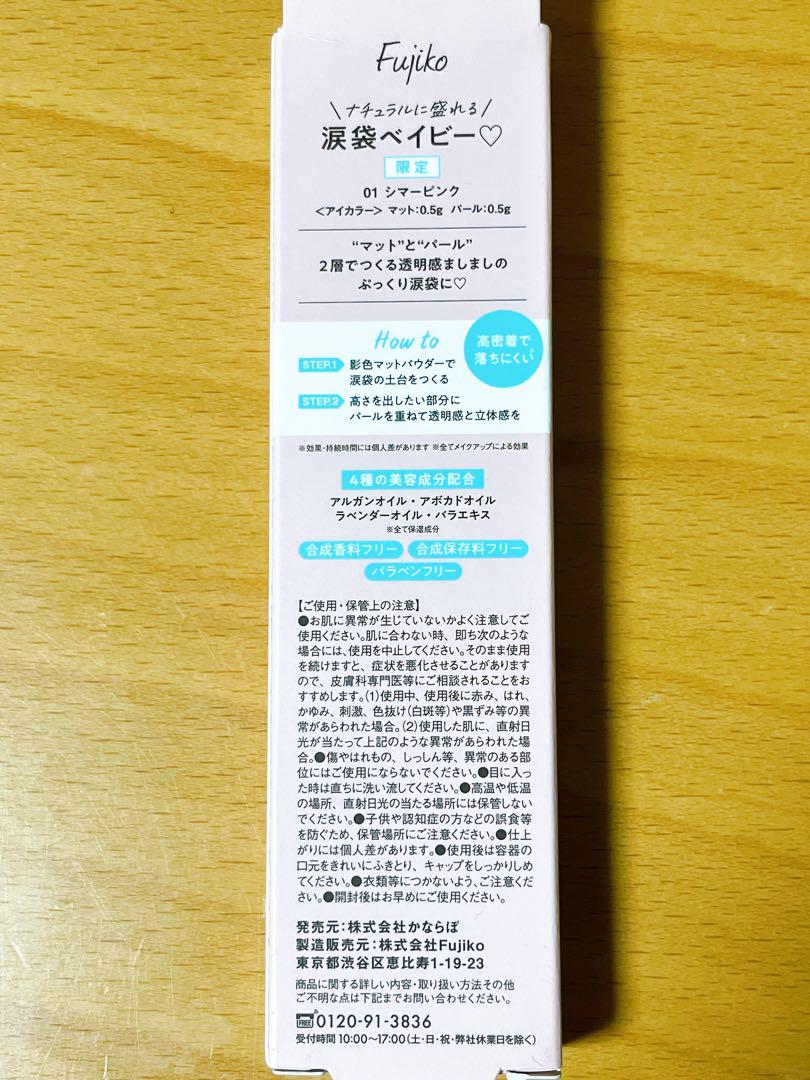 Fujiko
\ナチュラルに盛れる/
涙袋ベイビー♡
限定
01 シマーピンク
＜アイカラー＞ マット:0.5g パール:0.5g
“マット”と“パール”
2層でつくる透明感ましましの
ぷっくり涙袋に♡
How to
高密着で
落ちにくい
STEP.1 影色マットパウダーで
涙袋の土台をつくる
STEP.2 高さを出したい部分に
パールを重ねて透明感と立体感を
※効果・持続時間には個人差があります ※全てメイクアップによる効果
4種の美容成分配合
アルガンオイル・アボカドオイル
ラベンダーオイル・バラエキス
※全て保湿成分
合成香料フリー 合成保存料フリー
パラベンフリー
【ご使用・保管上の注意】
●お肌に異常が生じていないかよく注意してご
使用ください。肌に合わない時、即ち次のような
場合には、使用を中止してください。そのまま使用
を続けますと、症状を悪化させることがあります
ので、皮膚科専門医等にご相談されることをお
すすめします。(1)使用中、使用後に赤み、はれ、
かゆみ、刺激、色抜け(白斑等)や黒ずみ等の異
常があらわれた場合。(2)使用した肌に、直射日
光が当たって上記のような異常があらわれた場
合。●傷やはれもの、しっしん等、異常のある部
位にはご使用にならないでください。●目に入っ
た時は直ちに洗い流してください。●高温や低温
の場所、直射日光の当たる場所には保管しない
でください。●子供や認知症の方などの誤食等
を防ぐため、保管場所にご注意ください。●仕上
がりには個人差があります。●使用後は容器の
口元をきれいにふきとり、キャップをしっかりしめ
てください。●衣類等につかないよう、ご注意くださ
い。●開封後はお早めにご使用ください。
発売元:株式会社かならぼ
製造販売元:株式会社Fujiko
東京都渋谷区恵比寿1-19-23
商品に関する詳しい内容・取り扱い方法その他
ご不明な点は下記までお問い合わせください。
FREE 0120-91-3836
受付時間 10:00〜17:00(土・日・祝・弊社休業日を除く)